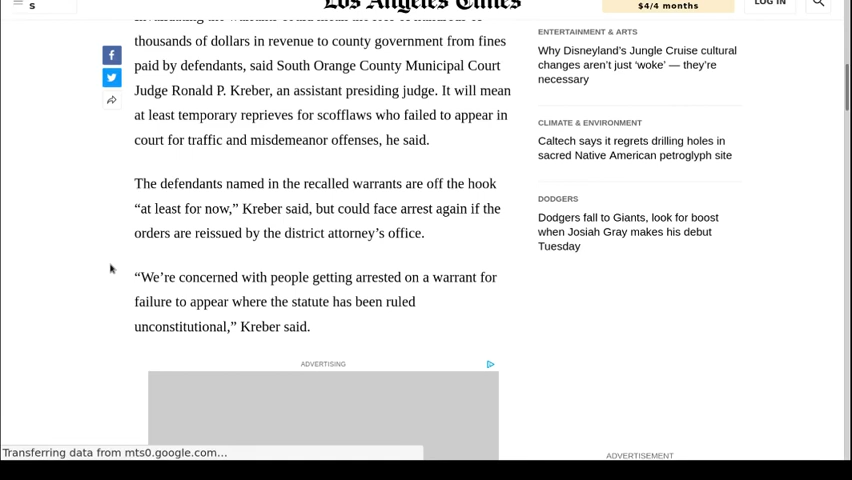 s
Los Angeles Times
$4/4 months
LOG IN
thousands of dollars in revenue to county government from fines
paid by defendants, said South Orange County Municipal Court
Judge Ronald P. Kreber, an assistant presiding judge. It will mean
at least temporary reprieves for scofflaws who failed to appear in
court for traffic and misdemeanor offenses, he said.
The defendants named in the recalled warrants are off the hook
“at least for now,” Kreber said, but could face arrest again if the
orders are reissued by the district attorney’s office.
“We’re concerned with people getting arrested on a warrant for
failure to appear where the statute has been ruled
unconstitutional,” Kreber said.
ADVERTISING
ENTERTAINMENT & ARTS
Why Disneyland’s Jungle Cruise cultural
changes aren’t just ‘woke’ — they’re
necessary
CLIMATE & ENVIRONMENT
Caltech says it regrets drilling holes in
sacred Native American petroglyph site
DODGERS
Dodgers fall to Giants, look for boost
when Josiah Gray makes his debut
Tuesday
ADVERTISEMENT
Transferring data from mts0.google.com...